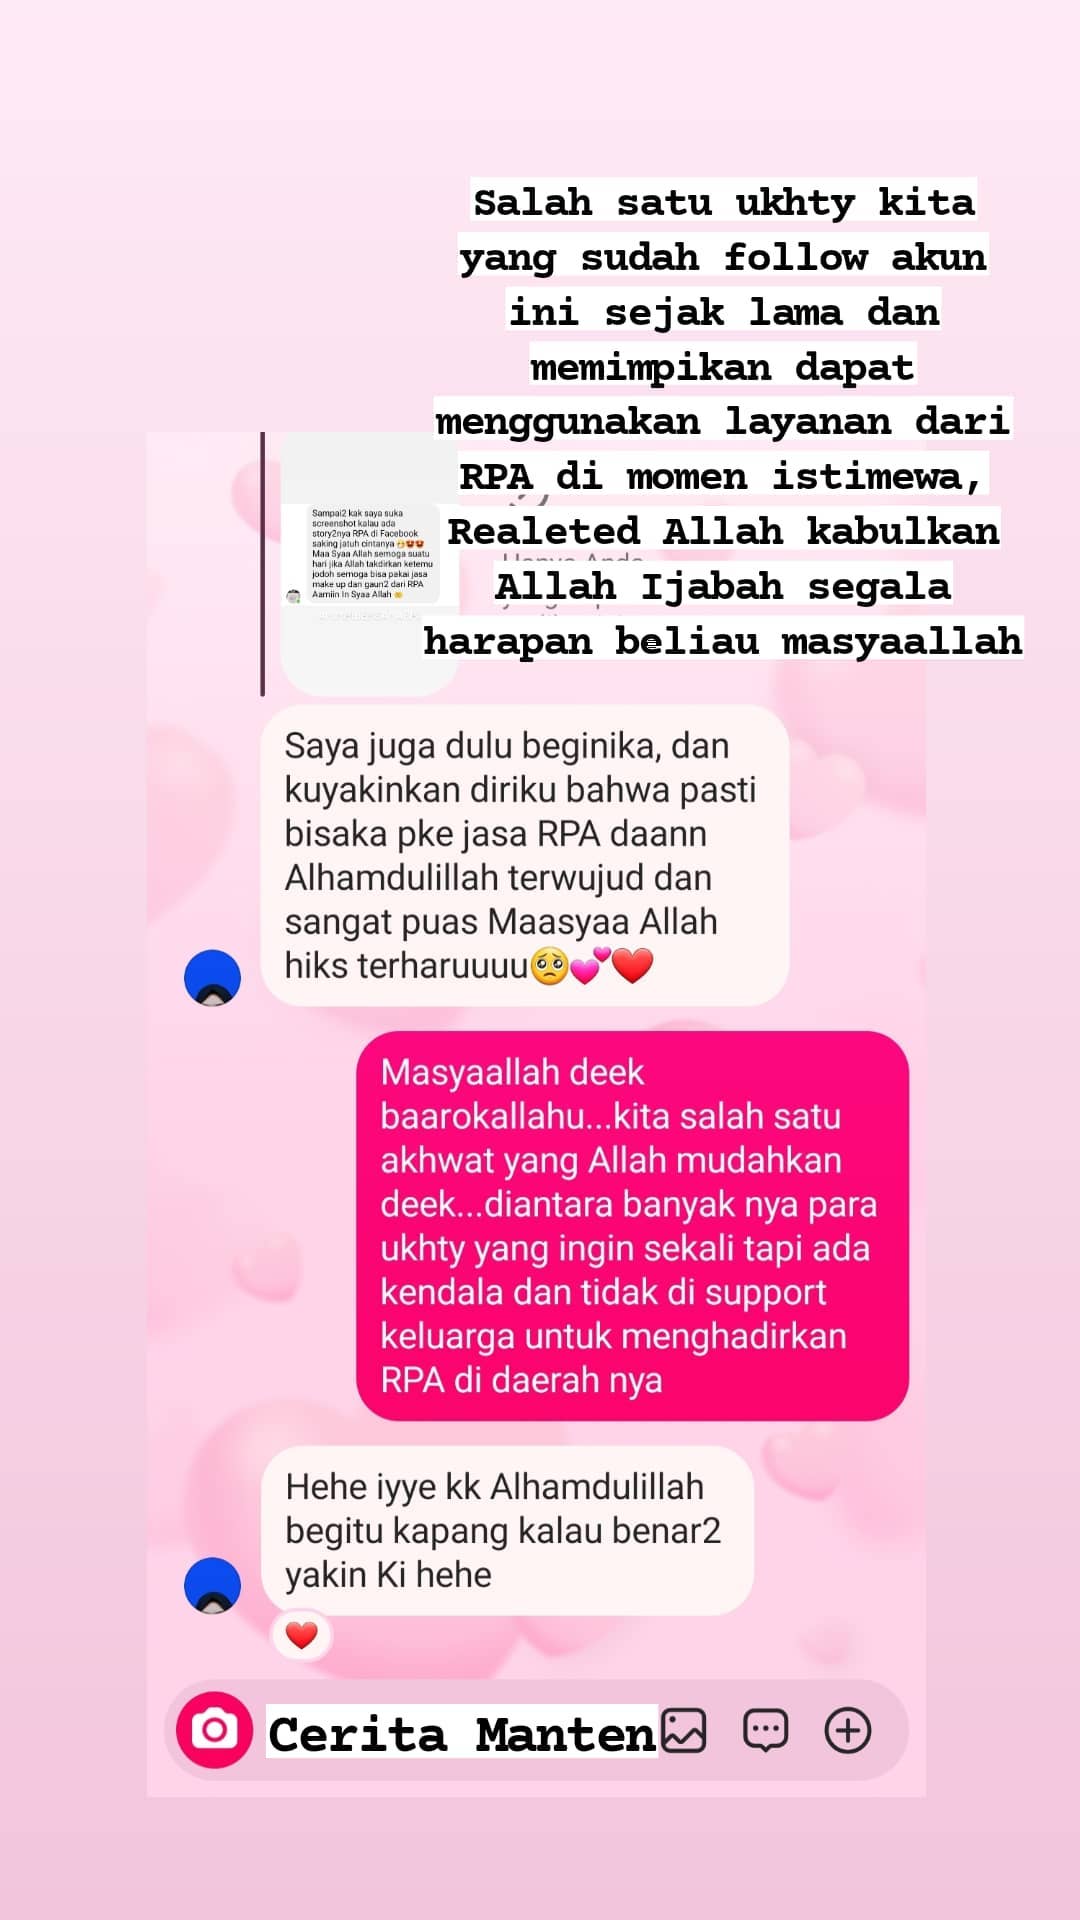 Salah satu ukhty kita
yang sudah follow akun
ini sejak lama dan
memimpikan dapat
menggunakan layanan dari
RPA di momen istimewa,
Realeted Allah kabulkan
Allah Ijabah segala
harapan beliau masyaallah
Sampai2 kak saya suka
screenshot kalau ada
story2nya RPA di Facebook
saking jatuh cintanya 🥹😍😍
Maa Syaa Allah semoga suatu
hari jika Allah takdirkan ketemu
jodoh semoga bisa pakai jasa
make up dan gaun2 dari RPA
Aamiin In Syaa Allah 😊
Saya juga dulu beginika, dan
kuyakinkan diriku bahwa pasti
bisaka pke jasa RPA daann
Alhamdulillah terwujud dan
sangat puas Maasyaa Allah
hiks terharuuuu🥺💕❤️
Masyaallah deek
baarokallahu...kita salah satu
akhwat yang Allah mudahkan
deek...diantara banyak nya para
ukhty yang ingin sekali tapi ada
kendala dan tidak di support
keluarga untuk menghadirkan
RPA di daerah nya
Hehe iyye kk Alhamdulillah
begitu kapang kalau benar2
yakin Ki hehe
❤️
Cerita Manten